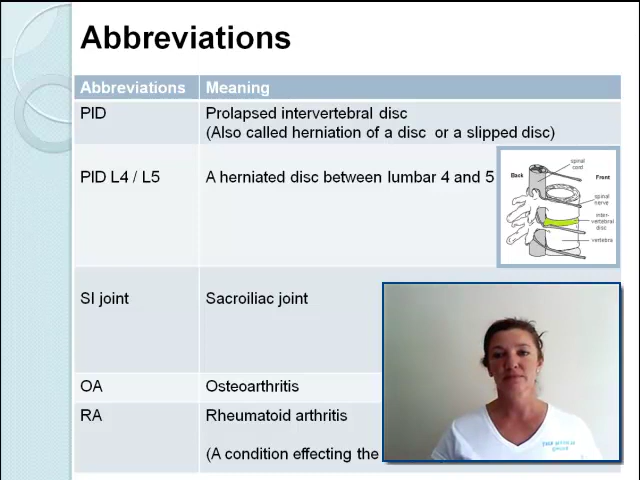 Abbreviations
Abbreviations Meaning
PID Prolapsed intervertebral disc
(Also called herniation of a disc or a slipped disc)
PID L4 / L5 A herniated disc between lumbar 4 and 5
spinal
cord
Back Front
spinal
nerve
inter-
vertebral
disc
vertebra
SI joint Sacroiliac joint
OA Osteoarthritis
RA Rheumatoid arthritis
(A condition effecting the